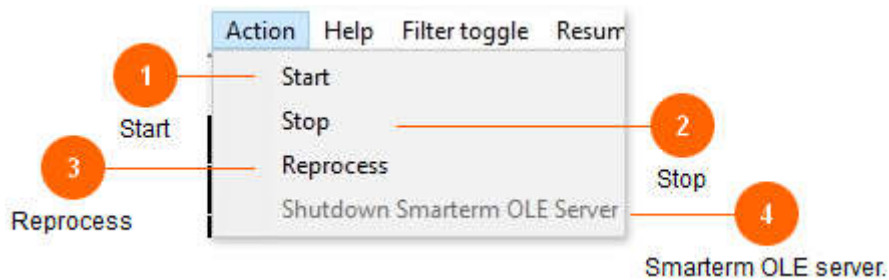 Action Help Filter toggle Resum
1
Start
Start
Stop
2
Stop
3
Reprocess
Reprocess
Shutdown Smarterm OLE Server
4
Smarterm OLE server.